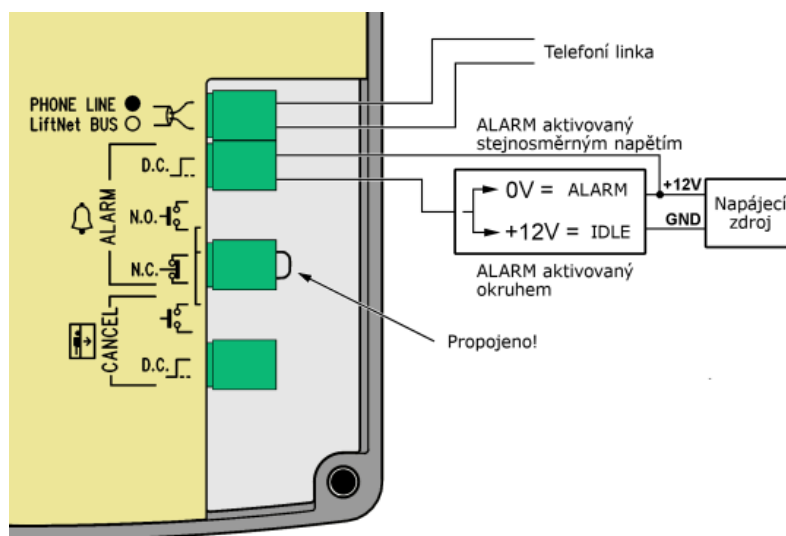 Telefoní linka
PHONE LINE
LiftNet BUS
ALARM aktivovaný
stejnosměrným napětím
ALARM
D.C.
N.O.
N.C.
0V = ALARM
+12V = IDLE
+12V
GND
Napájecí
zdroj
ALARM aktivovaný
okruhem
Propojeno!
CANCEL
D.C.